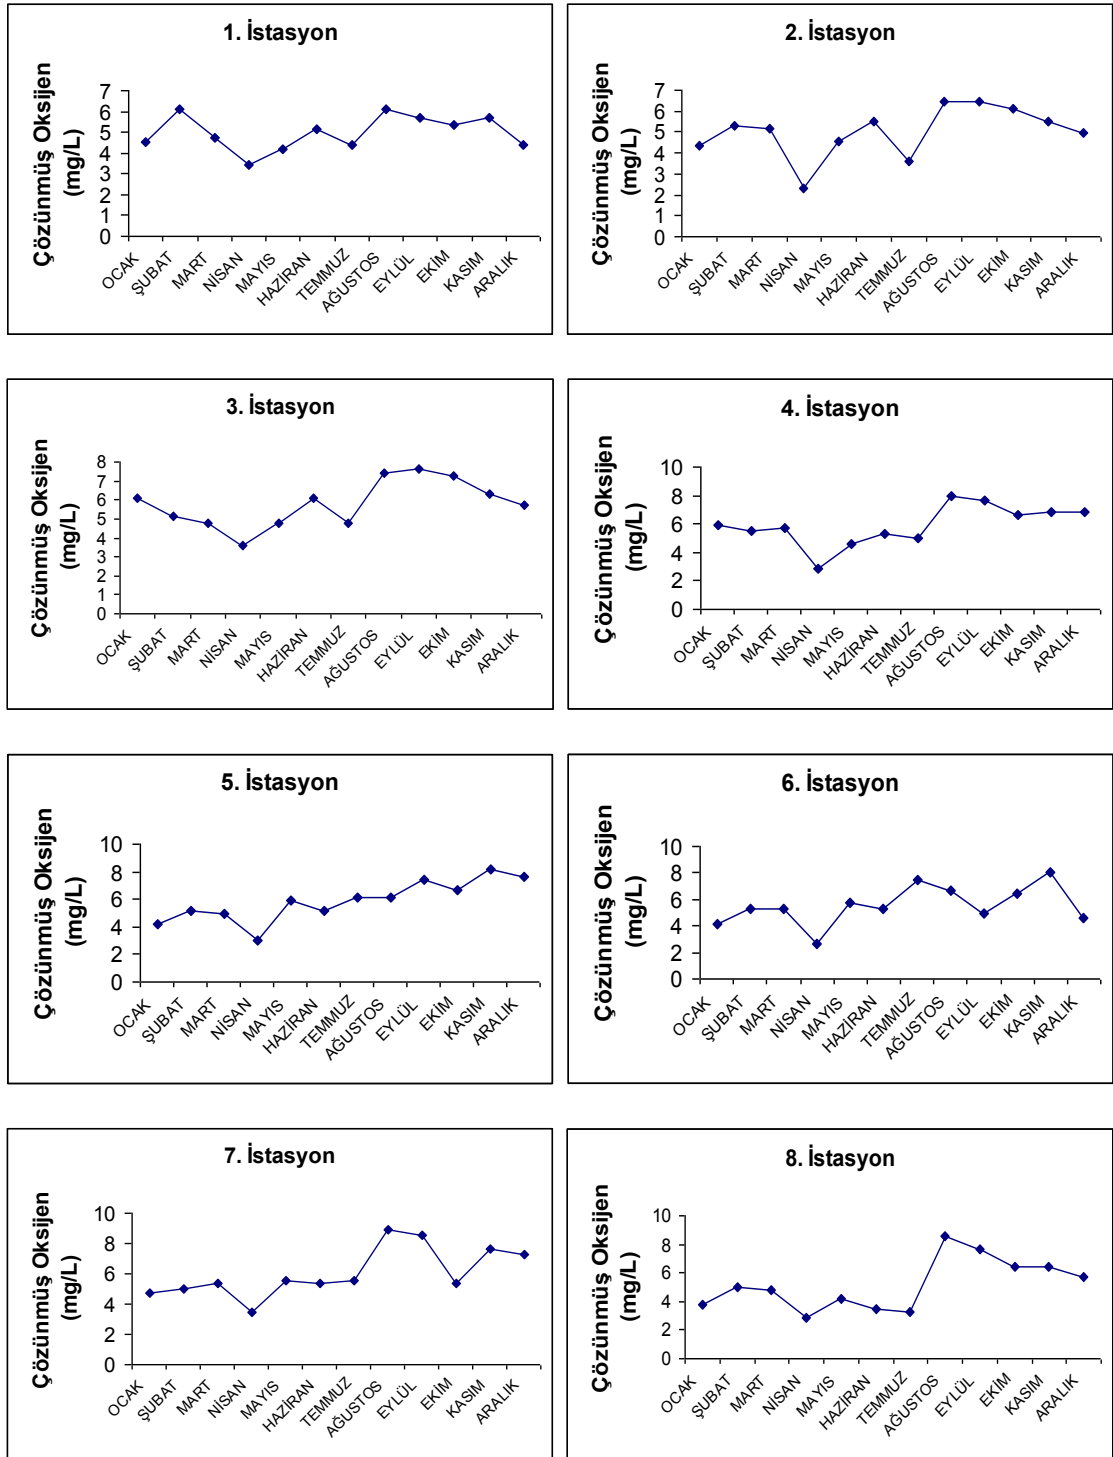 1. İstasyon
Çözünmüş Oksijen
(mg/L)
7
6
5
4
3
2
1
0
OCAK
ŞUBAT
MART
NİSAN
MAYIS
HAZİRAN
TEMMUZ
AĞUSTOS
EYLÜL
EKİM
KASIM
ARALIK
2. İstasyon
Çözünmüş Oksijen
(mg/L)
7
6
5
4
3
2
1
0
OCAK
ŞUBAT
MART
NİSAN
MAYIS
HAZİRAN
TEMMUZ
AĞUSTOS
EYLÜL
EKİM
KASIM
ARALIK
3. İstasyon
Çözünmüş Oksijen
(mg/L)
8
7
6
5
4
3
2
1
0
OCAK
ŞUBAT
MART
NİSAN
MAYIS
HAZİRAN
TEMMUZ
AĞUSTOS
EYLÜL
EKİM
KASIM
ARALIK
4. İstasyon
Çözünmüş Oksijen
(mg/L)
10
8
6
4
2
0
OCAK
ŞUBAT
MART
NİSAN
MAYIS
HAZİRAN
TEMMUZ
AĞUSTOS
EYLÜL
EKİM
KASIM
ARALIK
5. İstasyon
Çözünmüş Oksijen
(mg/L)
10
8
6
4
2
0
OCAK
ŞUBAT
MART
NİSAN
MAYIS
HAZİRAN
TEMMUZ
AĞUSTOS
EYLÜL
EKİM
KASIM
ARALIK
6. İstasyon
Çözünmüş Oksijen
(mg/L)
10
8
6
4
2
0
OCAK
ŞUBAT
MART
NİSAN
MAYIS
HAZİRAN
TEMMUZ
AĞUSTOS
EYLÜL
EKİM
KASIM
ARALIK
7. İstasyon
Çözünmüş Oksijen
(mg/L)
10
8
6
4
2
0
OCAK
ŞUBAT
MART
NİSAN
MAYIS
HAZİRAN
TEMMUZ
AĞUSTOS
EYLÜL
EKİM
KASIM
ARALIK
8. İstasyon
Çözünmüş Oksijen
(mg/L)
10
8
6
4
2
0
OCAK
ŞUBAT
MART
NİSAN
MAYIS
HAZİRAN
TEMMUZ
AĞUSTOS
EYLÜL
EKİM
KASIM
ARALIK